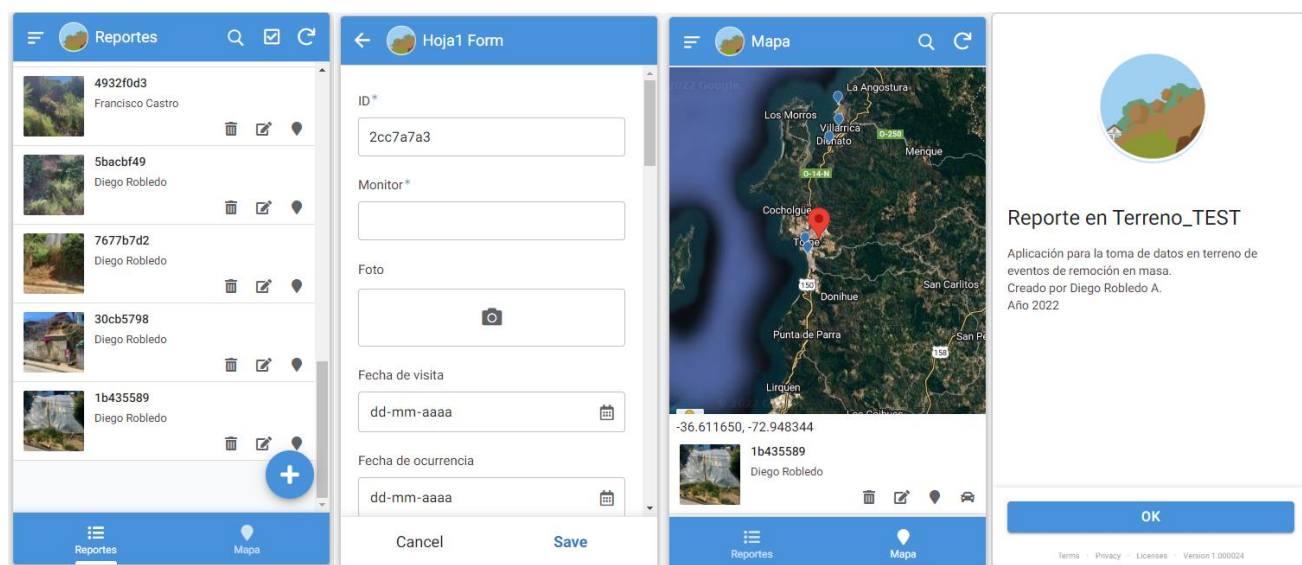 Reportes
4932f0d3
Francisco Castro
5bacbf49
Diego Robledo
7677b7d2
Diego Robledo
30cb5798
Diego Robledo
1b435589
Diego Robledo
Reportes
Mapa
Hoja1 Form
ID*
2cc7a7a3
Monitor*
Foto
Fecha de visita
dd-mm-aaaa
Fecha de ocurrencia
dd-mm-aaaa
Cancel
Save
Mapa
La Angostura
Los Morros
Villarrica
Dichato
O-250
Menque
O-14-N
Cocholgüe
Tome
150
Donihue
San Carlitos
Punta de Parra
San Pe
158
Lirquen
-36.611650, -72.948344
1b435589
Diego Robledo
Reportes
Mapa
Reporte en Terreno_TEST
Aplicación para la toma de datos en terreno de
eventos de remoción en masa.
Creado por Diego Robledo A.
Año 2022
OK
Terms · Privacy · Licenses · Version 1.000024